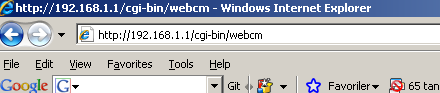 http://192.168.1.1/cgi-bin/webcm - Windows Internet Explorer
http://192.168.1.1/cgi-bin/webcm
File Edit View Favorites Tools Help
Google G Git Favoriler 65 tan